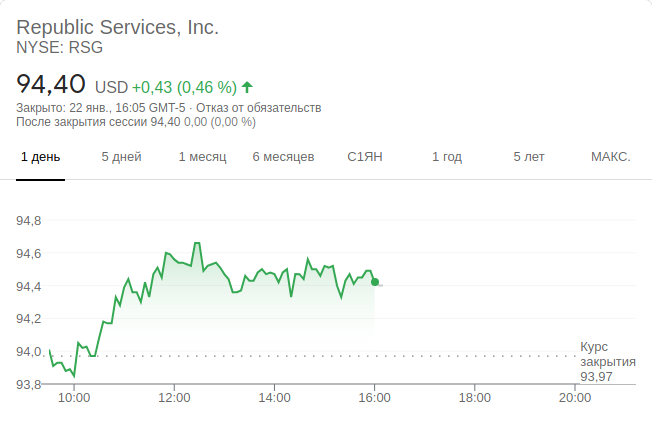 Republic Services, Inc.
NYSE: RSG
94,40 USD +0,43 (0,46 %)
Закрыто: 22 янв., 16:05 GMT-5 · Отказ от обязательств
После закрытия сессии 94,40 0,00 (0,00 %)
1 день 5 дней 1 месяц 6 месяцев С1ЯН 1 год 5 лет МАКС.
94,8
94,6
94,4
94,2
94,0
93,8
Курс
закрытия
93,97
10:00 12:00 14:00 16:00 18:00 20:00